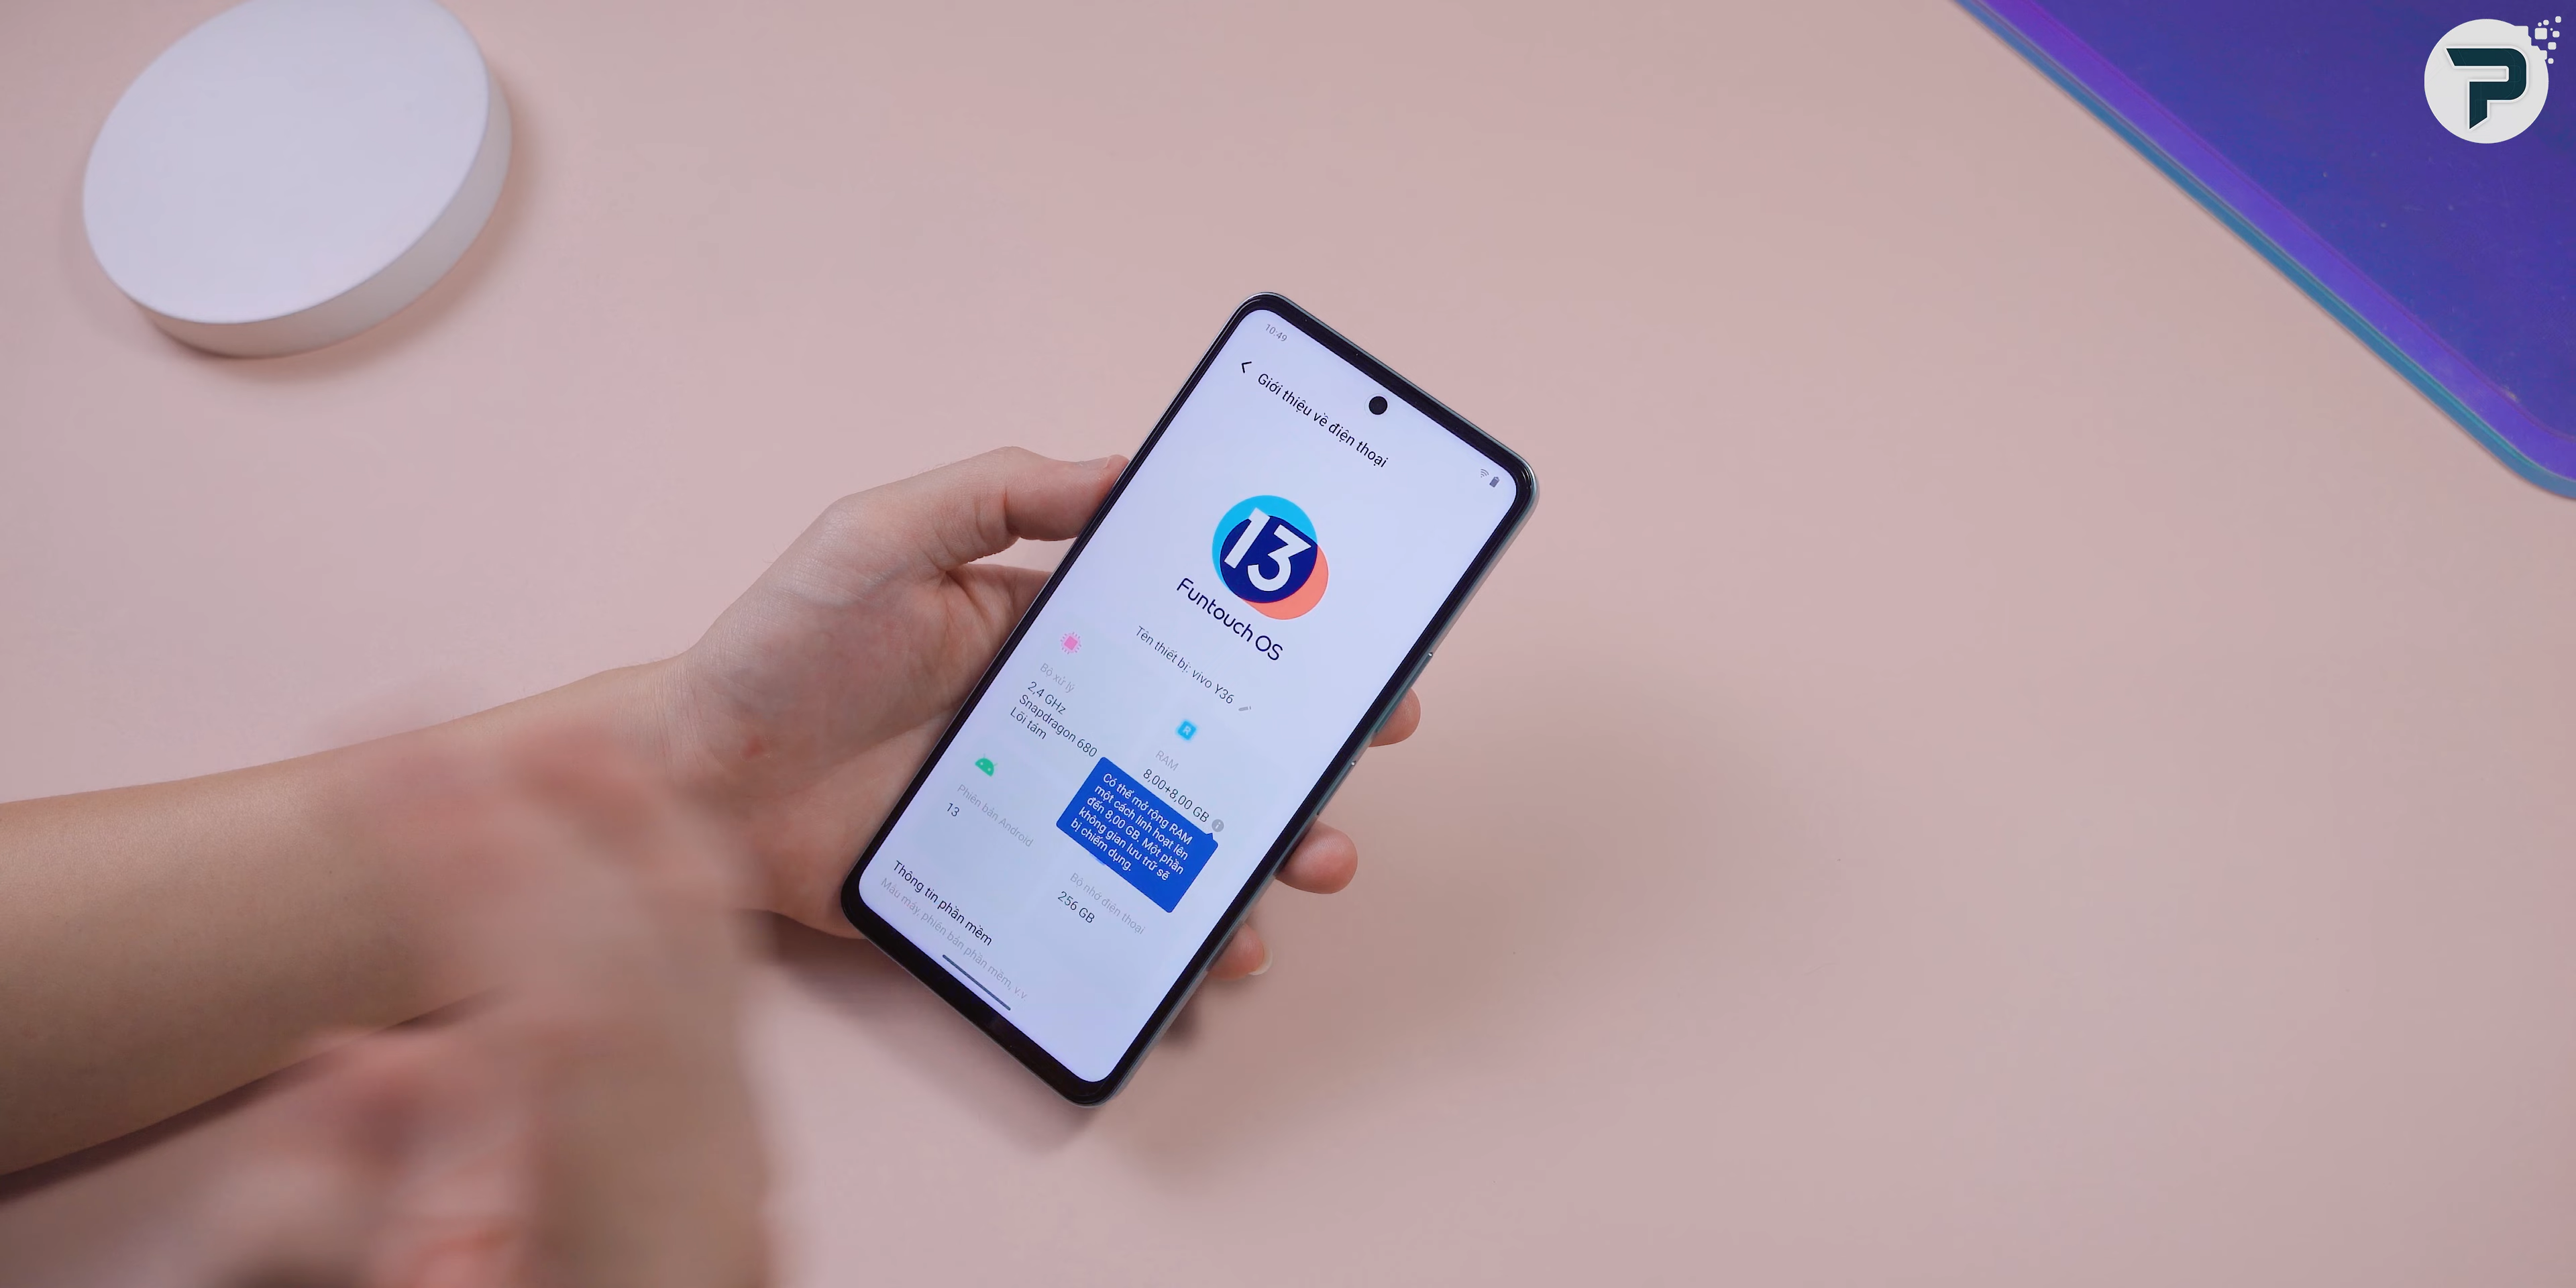 10:49
Giới thiệu về điện thoại
13
Funtouch OS
Tên thiết bị: vivo Y36
Bộ xử lý
2,4 GHz
Snapdragon 680
Lõi tám
RAM
8,00+8,00 GB
Có thể mở rộng RAM
một cách linh hoạt lên
đến 8,00 GB. Một phần
không gian lưu trữ sẽ
bị chiếm dụng.
Phiên bản Android
13
Bộ nhớ điện thoại
256 GB
Thông tin phần mềm
Mẫu máy, phiên bản phần mềm, v.v
P